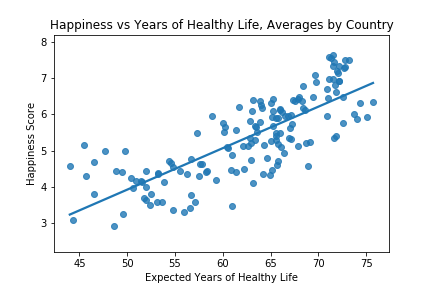 Happiness vs Years of Healthy Life, Averages by Country
8
7
6
5
4
3
Happiness Score
45 50 55 60 65 70 75
Expected Years of Healthy Life